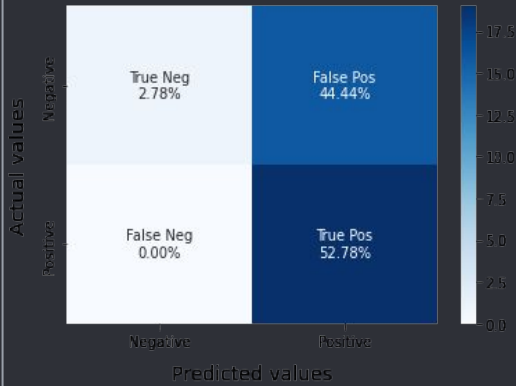 Actual values
Negative
Positive
True Neg
2.78%
False Pos
44.44%
False Neg
0.00%
True Pos
52.78%
Negative
Positive
Predicted values
17.5
15.0
12.5
10.0
7.5
5.0
2.5
0.0